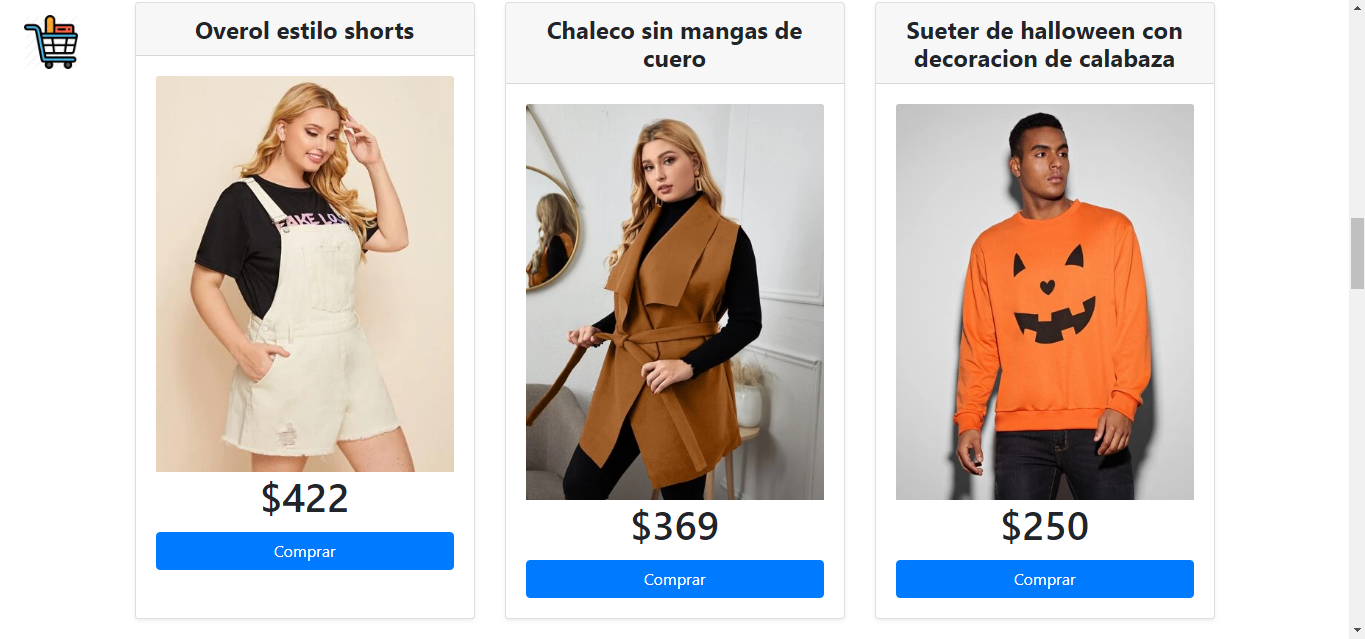 Overol estilo shorts
$422
Comprar
Chaleco sin mangas de
cuero
$369
Comprar
Sueter de halloween con
decoracion de calabaza
$250
Comprar